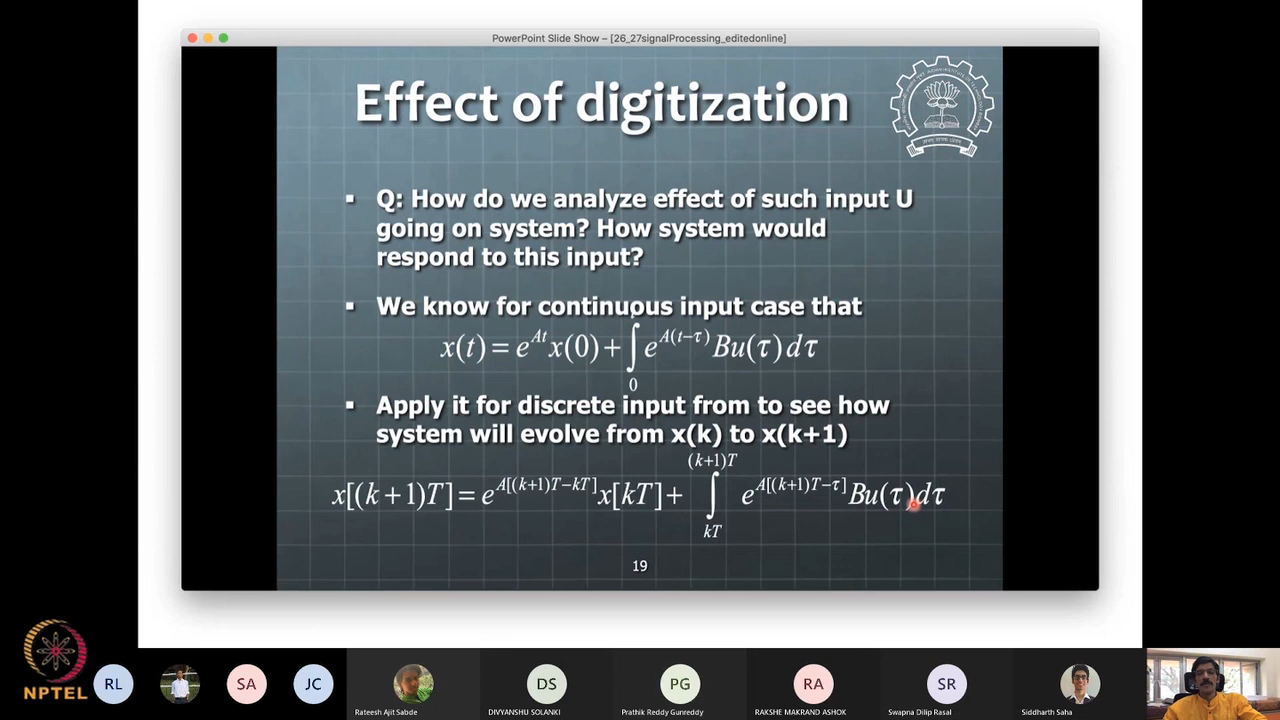 PowerPoint Slide Show – [26_27signalProcessing_editedonline]
Effect of digitization
▪ Q: How do we analyze effect of such input U
going on system? How system would
respond to this input?
▪ We know for continuous input case that
x(t) = e^{At}x(0) + ∫_0^t e^{A(t−τ)}Bu(τ)dτ
▪ Apply it for discrete input from to see how
system will evolve from x(k) to x(k+1)
x[(k+1)T] = e^{A[(k+1)T−kT]}x[kT] + ∫_{kT}^{(k+1)T} e^{A[(k+1)T−τ]}Bu(τ)dτ
19
NPTEL
RL SA JC DS PG RA SR
Rateesh Ajit Sabde DIVYANSHU SOLANKI Prathik Reddy Gunreddy RAKSHE MAKRAND ASHOK Swapna Dilip Rasal Siddharth Saha